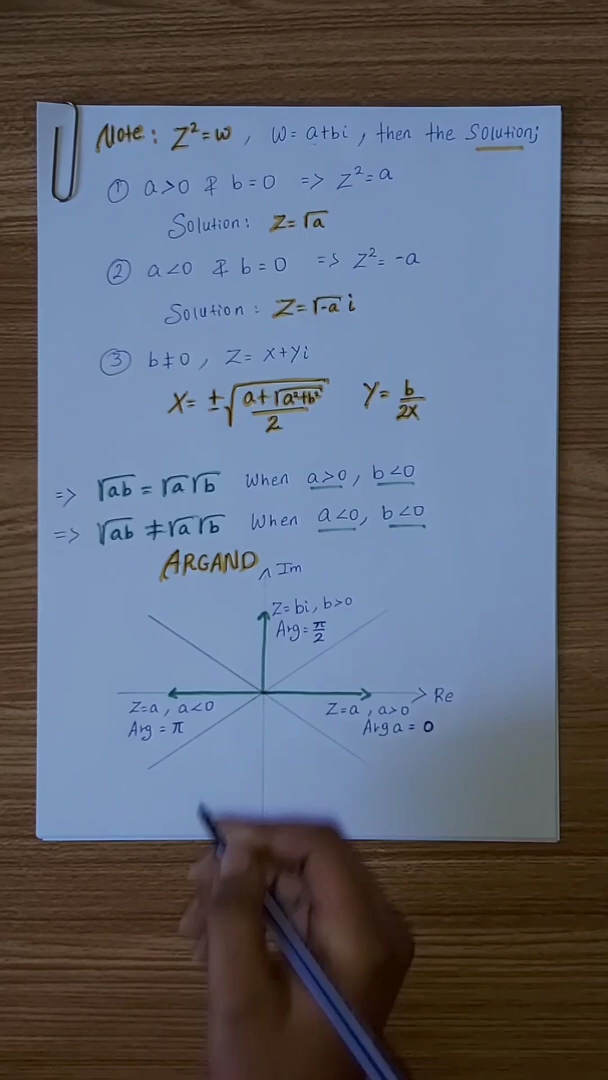 Note: Z² = w , w = a+bi , then the Solution;
① a>0 & b=0 => Z² = a
Solution: Z = √a
② a<0 & b=0 => Z² = -a
Solution: Z = √-a i
③ b≠0 , Z = x+yi
X = ±√((a+√(a²+b²))/2) Y = b/2X
=> √ab = √a√b When a>0, b<0
=> √ab ≠ √a√b When a<0, b<0
ARGAND
Im
Z=bi, b>0
Arg = π/2
Re
Z=a, a<0
Arg = π
Z=a, a>0
Arg a = 0